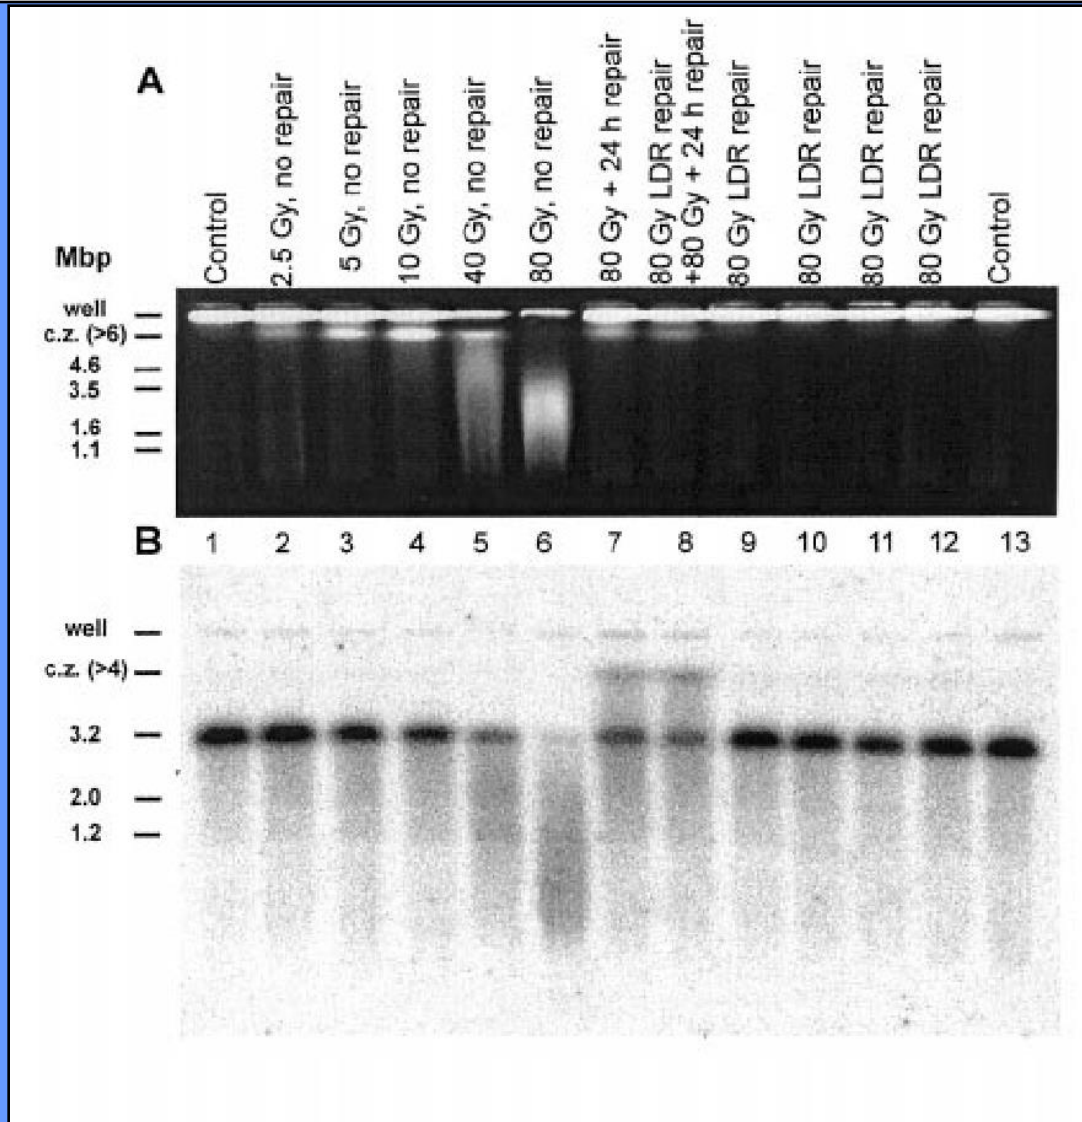 A
Control
2.5 Gy, no repair
5 Gy, no repair
10 Gy, no repair
40 Gy, no repair
80 Gy, no repair
80 Gy + 24 h repair
80 Gy LDR repair
+80 Gy + 24 h repair
80 Gy LDR repair
80 Gy LDR repair
80 Gy LDR repair
80 Gy LDR repair
Control
Mbp
well
c.z. (>6)
4.6
3.5
1.6
1.1
B 1 2 3 4 5 6 7 8 9 10 11 12 13
well
c.z. (>4)
3.2
2.0
1.2